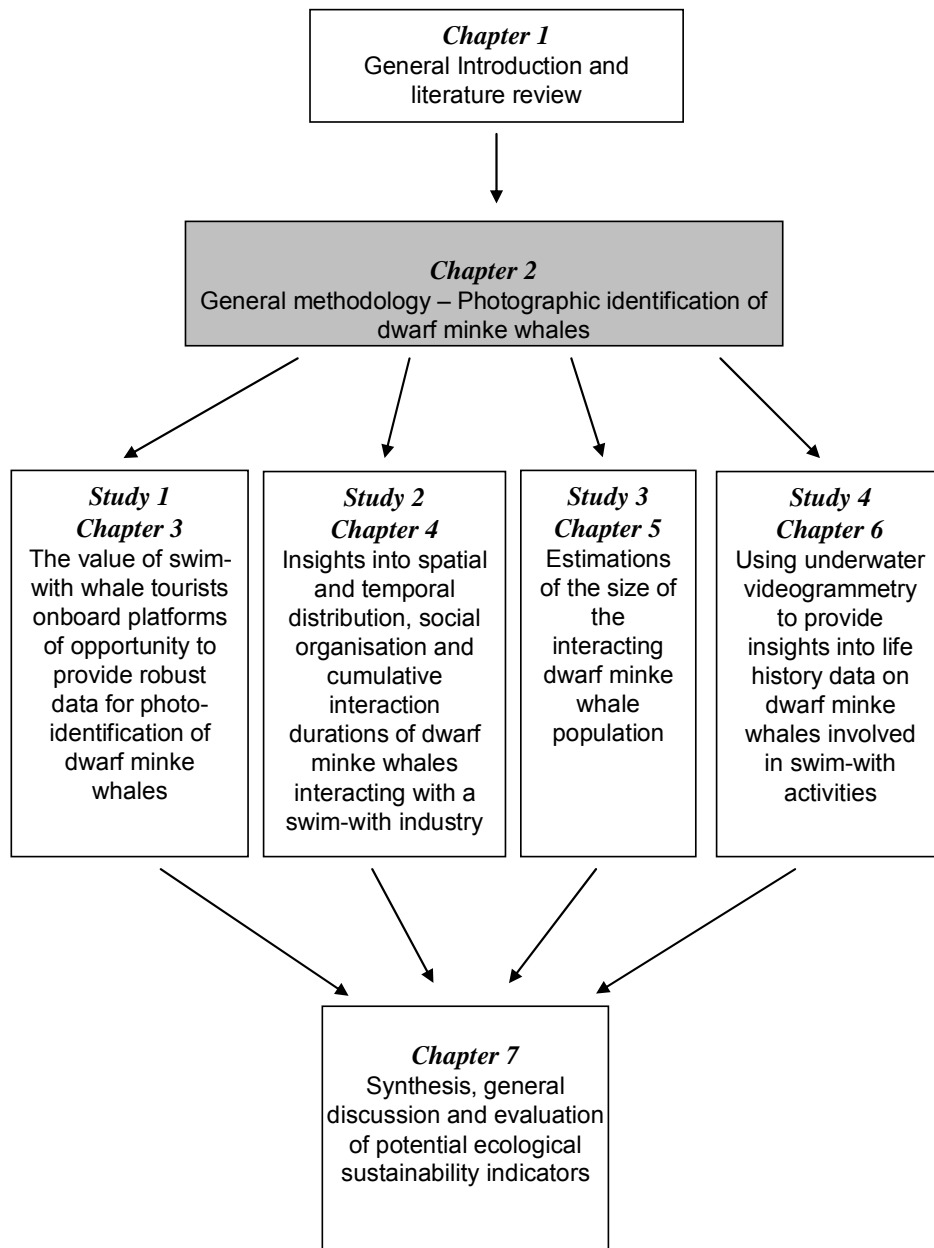 Chapter 1
General Introduction and
literature review
Chapter 2
General methodology – Photographic identification of
dwarf minke whales
Study 1
Chapter 3
The value of swim-
with whale tourists
onboard platforms
of opportunity to
provide robust
data for photo-
identification of
dwarf minke
whales
Study 2
Chapter 4
Insights into spatial
and temporal
distribution, social
organisation and
cumulative
interaction
durations of dwarf
minke whales
interacting with a
swim-with industry
Study 3
Chapter 5
Estimations
of the size of
the
interacting
dwarf minke
whale
population
Study 4
Chapter 6
Using underwater
videogrammetry
to provide
insights into life
history data on
dwarf minke
whales involved
in swim-with
activities
Chapter 7
Synthesis, general
discussion and evaluation
of potential ecological
sustainability indicators